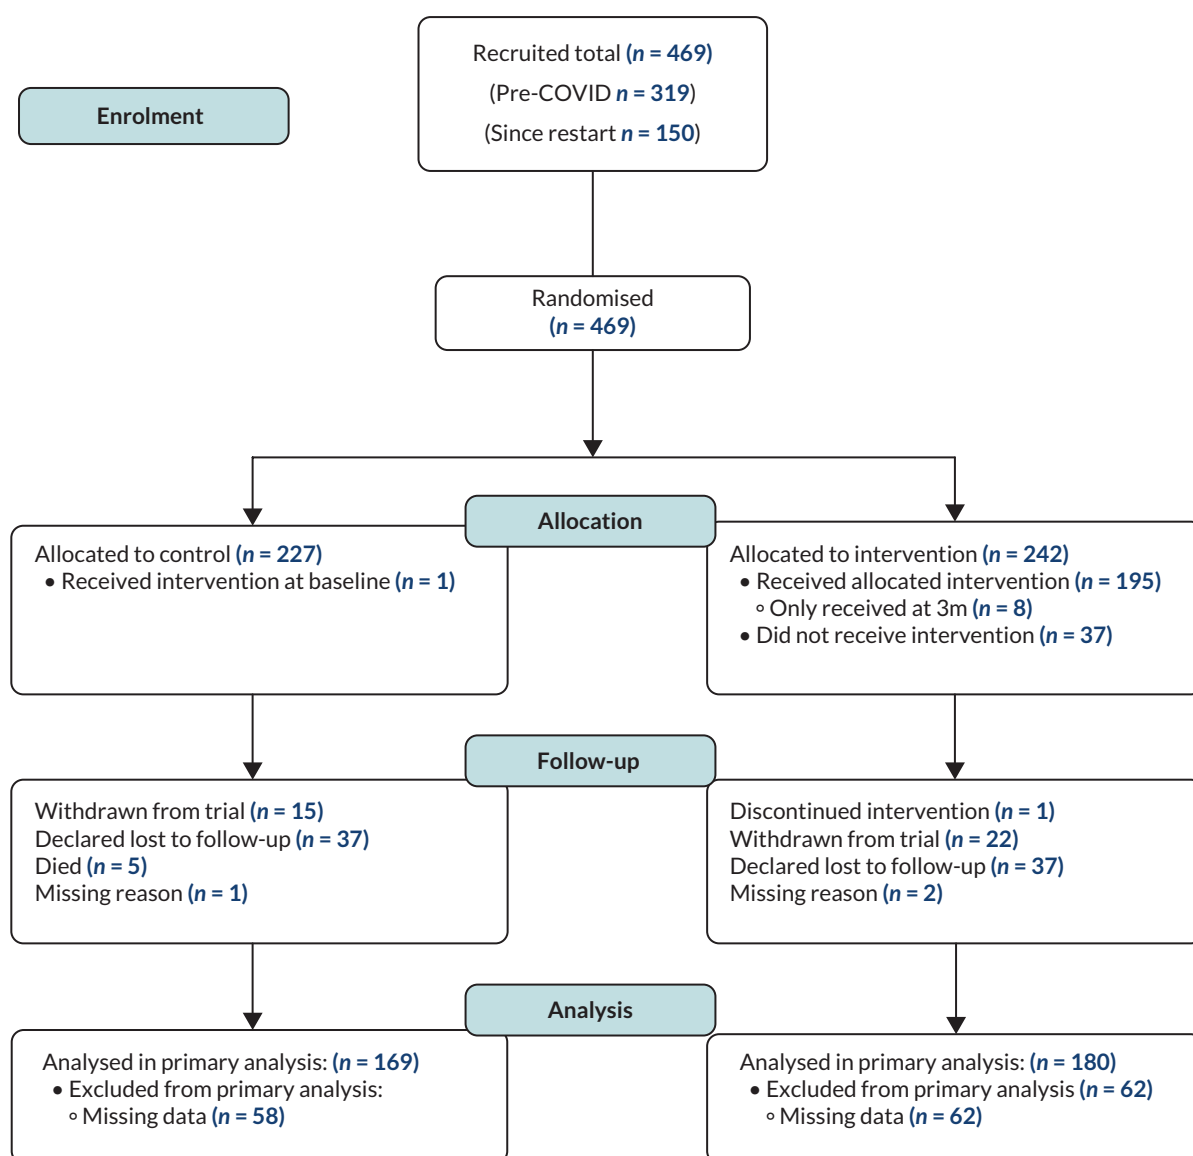 Recruited total (n = 469)
(Pre-COVID n = 319)
(Since restart n = 150)
Enrolment
Randomised
(n = 469)
Allocation
Allocated to control (n = 227)
• Received intervention at baseline (n = 1)
Allocated to intervention (n = 242)
• Received allocated intervention (n = 195)
◦ Only received at 3m (n = 8)
• Did not receive intervention (n = 37)
Follow-up
Withdrawn from trial (n = 15)
Declared lost to follow-up (n = 37)
Died (n = 5)
Missing reason (n = 1)
Discontinued intervention (n = 1)
Withdrawn from trial (n = 22)
Declared lost to follow-up (n = 37)
Missing reason (n = 2)
Analysis
Analysed in primary analysis: (n = 169)
• Excluded from primary analysis:
◦ Missing data (n = 58)
Analysed in primary analysis: (n = 180)
• Excluded from primary analysis (n = 62)
◦ Missing data (n = 62)